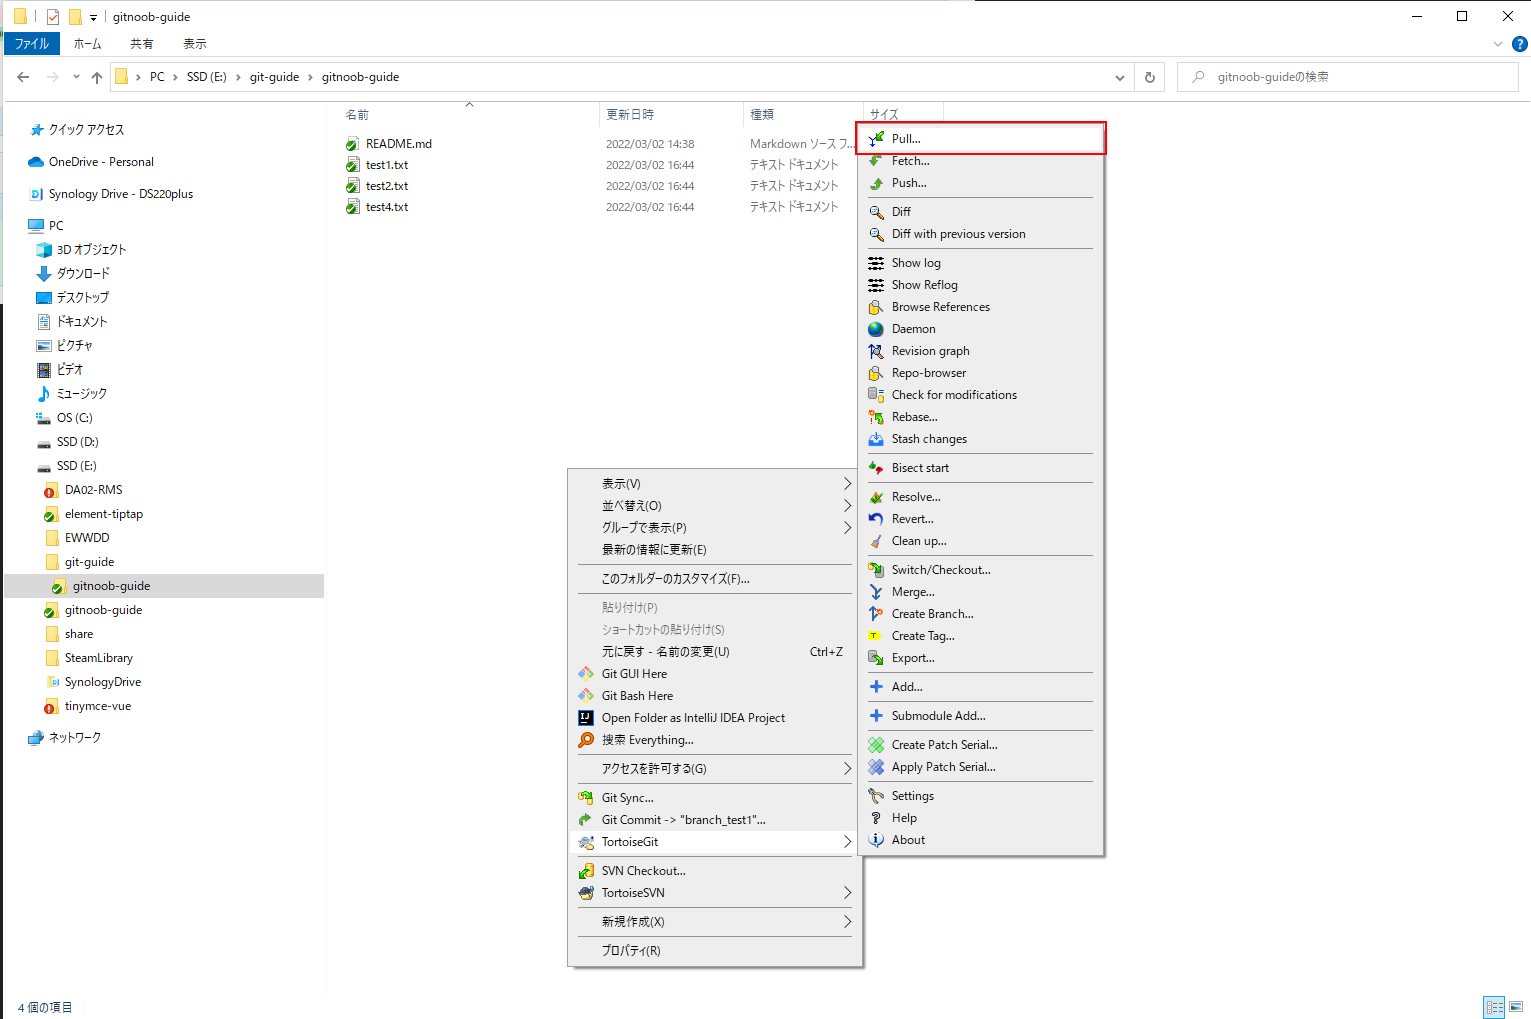 gitnoob-guide
ファイル ホーム 共有 表示
PC SSD (E:) git-guide gitnoob-guide
gitnoob-guideの検索
クイック アクセス
OneDrive - Personal
Synology Drive - DS220plus
PC
3D オブジェクト
ダウンロード
デスクトップ
ドキュメント
ピクチャ
ビデオ
ミュージック
OS (C:)
SSD (D:)
SSD (E:)
DA02-RMS
element-tiptap
EWWDD
git-guide
gitnoob-guide
gitnoob-guide
share
SteamLibrary
SynologyDrive
tinymce-vue
ネットワーク
名前 更新日時 種類 サイズ
README.md 2022/03/02 14:38 Markdown ソース フ...
test1.txt 2022/03/02 16:44 テキスト ドキュメント
test2.txt 2022/03/02 16:44 テキスト ドキュメント
test4.txt 2022/03/02 16:44 テキスト ドキュメント
表示(V)
並べ替え(O)
グループで表示(P)
最新の情報に更新(E)
このフォルダーのカスタマイズ(F)...
貼り付け(P)
ショートカットの貼り付け(S)
元に戻す - 名前の変更(U) Ctrl+Z
Git GUI Here
Git Bash Here
Open Folder as IntelliJ IDEA Project
搜索 Everything...
アクセスを許可する(G)
Git Sync...
Git Commit -> "branch_test1"...
TortoiseGit
SVN Checkout...
TortoiseSVN
新規作成(X)
プロパティ(R)
Pull...
Fetch...
Push...
Diff
Diff with previous version
Show log
Show Reflog
Browse References
Daemon
Revision graph
Repo-browser
Check for modifications
Rebase...
Stash changes
Bisect start
Resolve...
Revert...
Clean up...
Switch/Checkout...
Merge...
Create Branch...
Create Tag...
Export...
Add...
Submodule Add...
Create Patch Serial...
Apply Patch Serial...
Settings
Help
About
4 個の項目